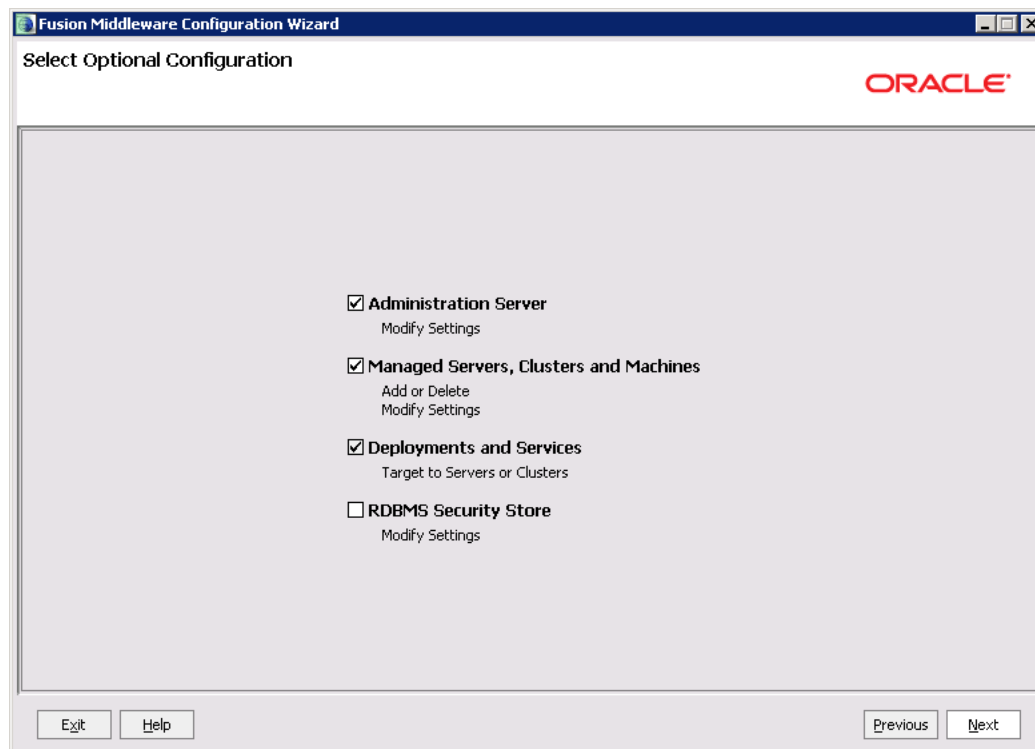 Fusion Middleware Configuration Wizard
Select Optional Configuration
ORACLE
Administration Server
Modify Settings
Managed Servers, Clusters and Machines
Add or Delete
Modify Settings
Deployments and Services
Target to Servers or Clusters
RDBMS Security Store
Modify Settings
Exit Help Previous Next